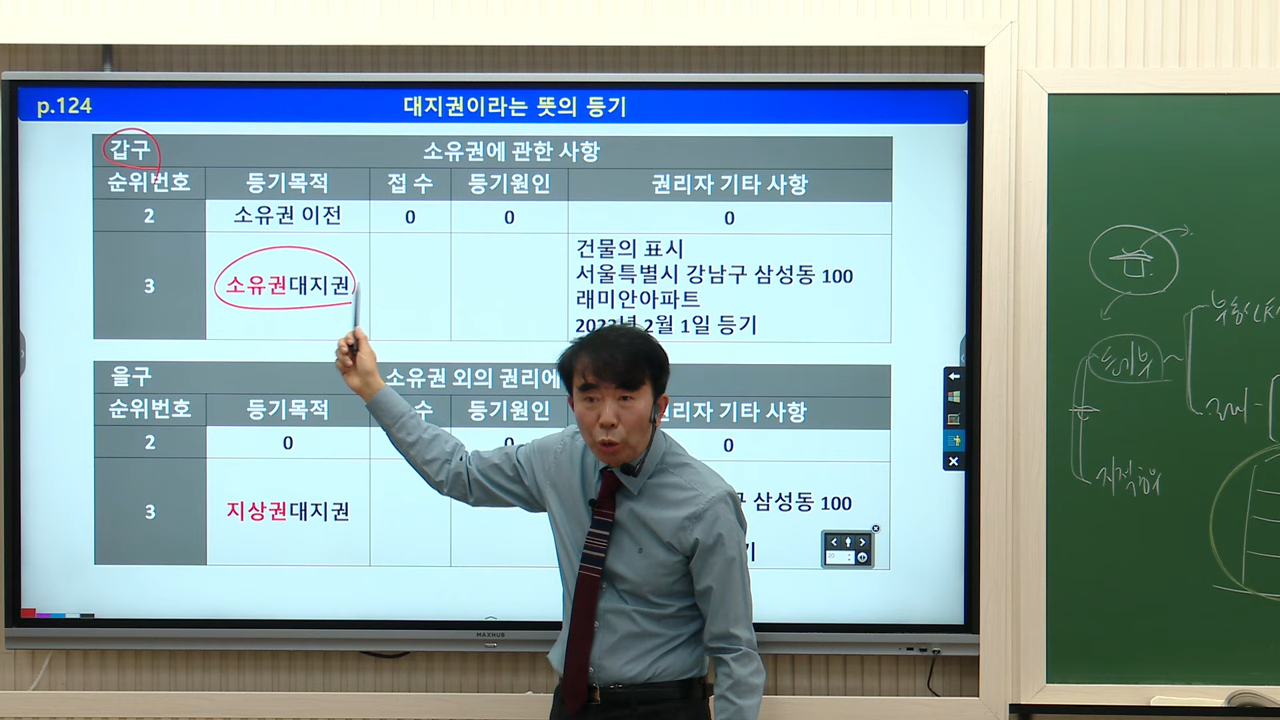 p.124 대지권이라는 뜻의 등기
갑구 소유권에 관한 사항
순위번호 등기목적 접 수 등기원인 권리자 기타 사항
2 소유권 이전 0 0 0
3 소유권대지권
건물의 표시
서울특별시 강남구 삼성동 100
래미안아파트
2월 1일 등기
을구 소유권 외의 권리에
순위번호 등기목적 수 등기원인 권리자 기타 사항
2 0 0 0
3 지상권대지권
구 삼성동 100
기
MAXHUB
등기부